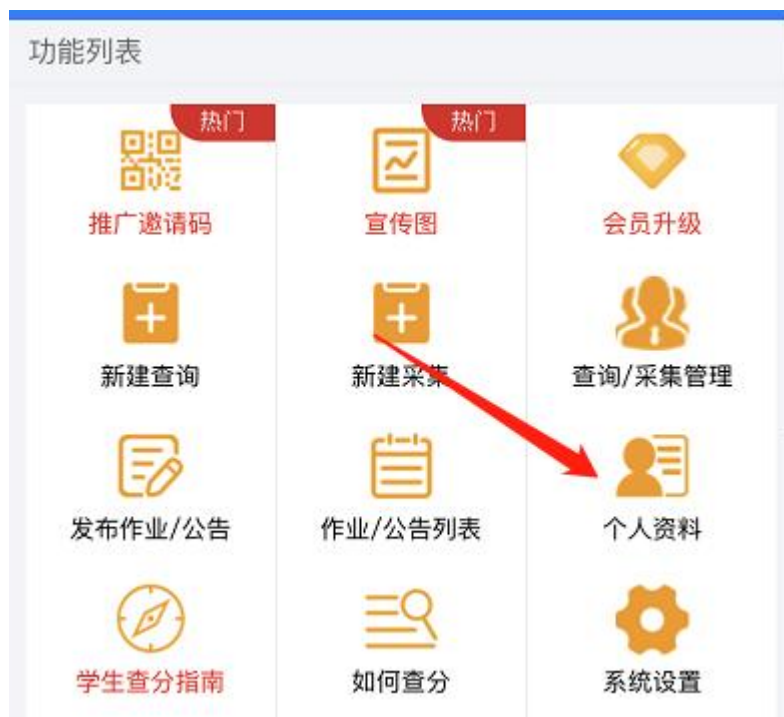 功能列表
热门
热门
推广邀请码
宣传图
会员升级
新建查询
新建采集
查询/采集管理
发布作业/公告
作业/公告列表
个人资料
学生查分指南
如何查分
系统设置